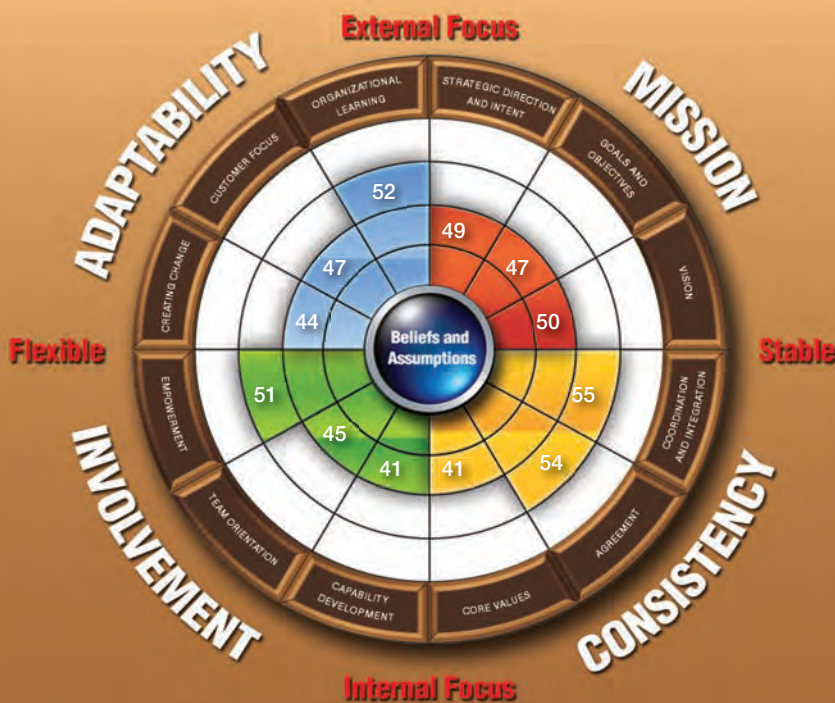 External Focus
ADAPTABILITY
MISSION
ORGANIZATIONAL
LEARNING
STRATEGIC DIRECTION
AND INTENT
CUSTOMER FOCUS
GOALS AND
OBJECTIVES
CREATING CHANGE
VISION
52
49
47
47
44
50
Flexible
Beliefs and
Assumptions
Stable
51
55
45
54
41
41
EMPOWERMENT
COORDINATION
AND INTEGRATION
TEAM ORIENTATION
AGREEMENT
CAPABILITY
DEVELOPMENT
CORE VALUES
INVOLVEMENT
CONSISTENCY
Internal Focus